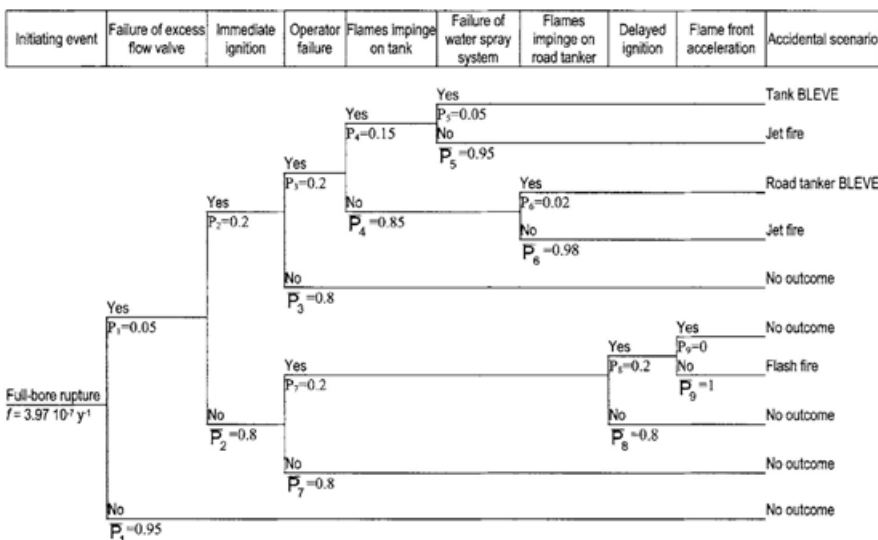 Initiating event
Failure of excess
flow valve
Immediate
ignition
Operator
failure
Flames impinge
on tank
Failure of
water spray
system
Flames
impinge on
road tanker
Delayed
ignition
Flame front
acceleration
Accidental scenario
Yes
Tank BLEVE
P5=0.05
Yes
P4=0.15
No
Jet fire
P̅5=0.95
Yes
P3=0.2
Yes
Road tanker BLEVE
P6=0.02
Yes
P2=0.2
No
P̅4=0.85
No
Jet fire
P̅6=0.98
No
No outcome
P̅3=0.8
Yes
P1=0.05
Yes
No outcome
P9=0
Yes
P8=0.2
Yes
P7=0.2
No
Flash fire
P̅9=1
Full-bore rupture
f = 3.97 10-7 y-1
No
P̅2=0.8
No
No outcome
P̅8=0.8
No
No outcome
P̅7=0.8
No
No outcome
P̅1=0.95